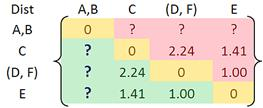 Dist A,B C (D, F) E
A,B 0 ? ? ?
C ? 0 2.24 1.41
(D, F) ? 2.24 0 1.00
E ? 1.41 1.00 0